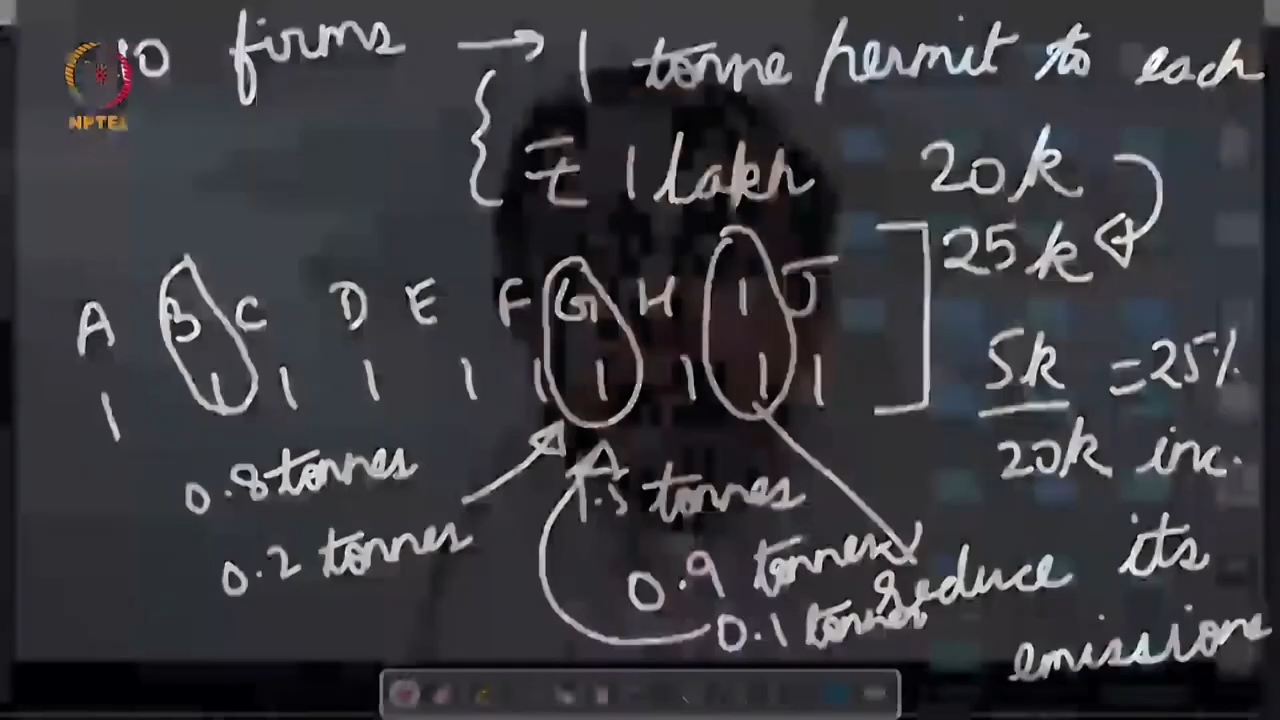 10 firms → 1 tonne permit to each
₹ 1 lakh 20k
25k
A B C D E F G H I J
1 1 1 1 1 1 1 1 1 1
5k = 25%
20k inc.
0.8 tonnes
0.2 tonnes
tonnes
0.9 tonnes
0.1 tonnes
reduce its
emissions
NPTEL